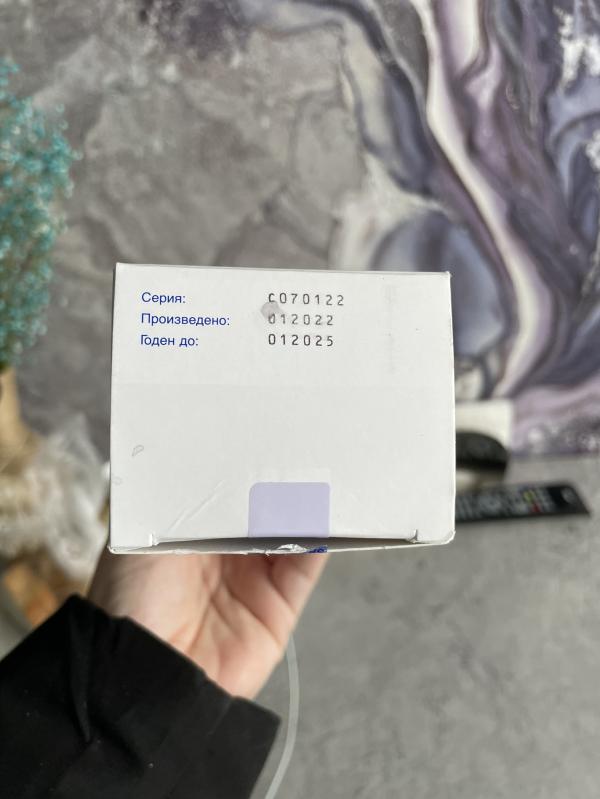 Серия: C070122
Произведено: 012022
Годен до: 012025